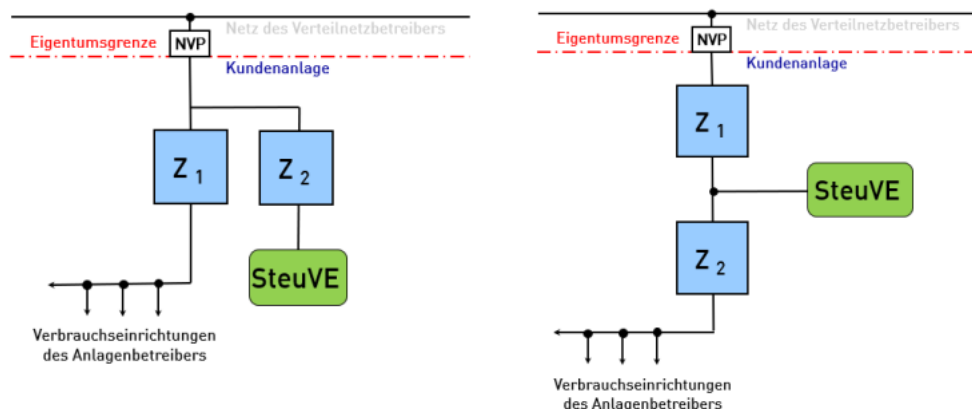 Netz des Verteilnetzbetreibers
Eigentumsgrenze
NVP
Kundenanlage
Z 1
Z 2
SteuVE
Verbrauchseinrichtungen
des Anlagenbetreibers
Netz des Verteilnetzbetreibers
Eigentumsgrenze
NVP
Kundenanlage
Z 1
SteuVE
Z 2
Verbrauchseinrichtungen
des Anlagenbetreibers